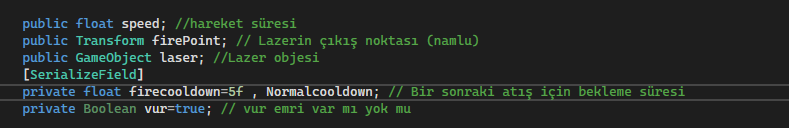 public float speed; //hareket süresi
public Transform firePoint; // Lazerin çıkış noktası (namlu)
public GameObject laser; //Lazer objesi
[SerializeField]
private float firecooldown=5f , Normalcooldown; // Bir sonraki atış için bekleme süresi
private Boolean vur=true; // vur emri var mı yok mu